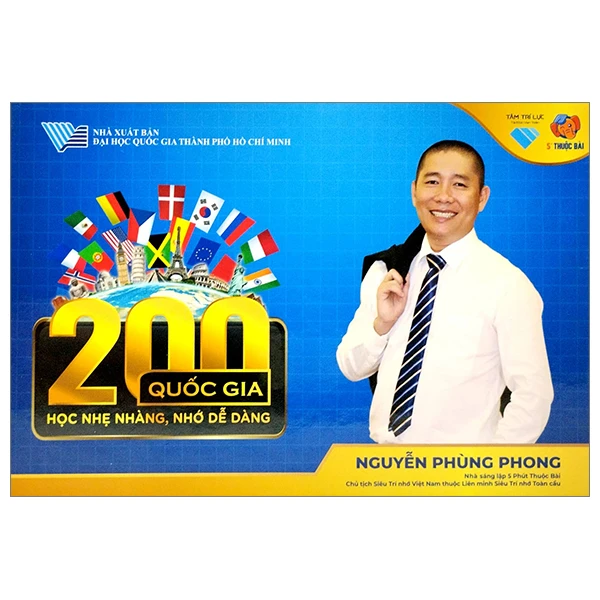 NHÀ XUẤT BẢN
ĐẠI HỌC QUỐC GIA THÀNH PHỐ HỒ CHÍ MINH
TÂM TRÍ LỰC
5' THUỘC BÀI
200
QUỐC GIA
HỌC NHẸ NHÀNG, NHỚ DỄ DÀNG
NGUYỄN PHÙNG PHONG
Nhà sáng lập 5 Phút Thuộc Bài
Chủ tịch Siêu Trí nhớ Việt Nam thuộc Liên minh Siêu Trí nhớ Toàn cầu